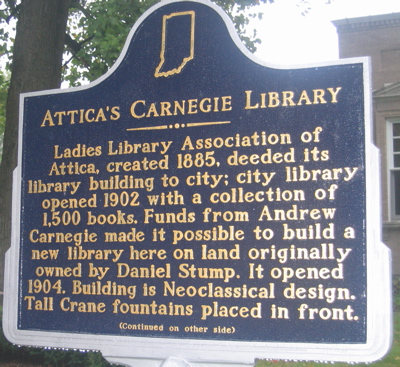 ATTICA'S CARNEGIE LIBRARY
Ladies Library Association of
Attica, created 1885, deeded its
library building to city; city library
opened 1902 with a collection of
1,500 books. Funds from Andrew
Carnegie made it possible to build a
new library here on land originally
owned by Daniel Stump. It opened
1904. Building is Neoclassical design.
Tall Crane fountains placed in front.
(Continued on other side)